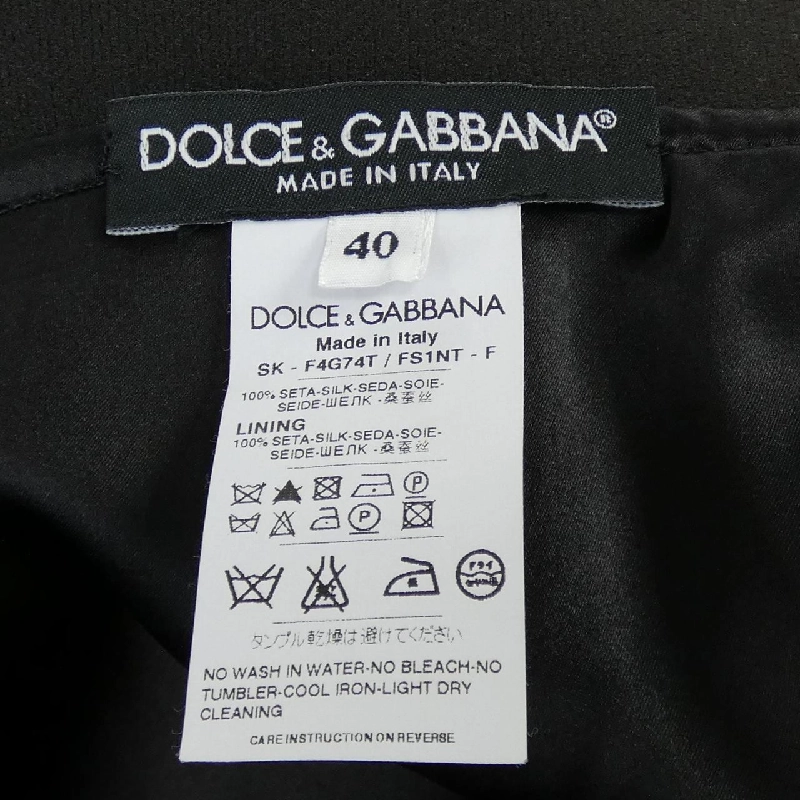 DOLCE & GABBANA®
MADE IN ITALY
40
DOLCE & GABBANA
Made in Italy
SK - F4G74T / FS1NT - F
100% SETA-SILK-SEDA-SOIE-
SEIDE-ШЕЛК -桑蚕丝
LINING
100% SETA-SILK-SEDA-SOIE-
SEIDE-ШЕЛК -桑蚕丝
P
P
ドライ
タンブル乾燥は避けてください
NO WASH IN WATER-NO BLEACH-NO
TUMBLER-COOL IRON-LIGHT DRY
CLEANING
CARE INSTRUCTION ON REVERSE